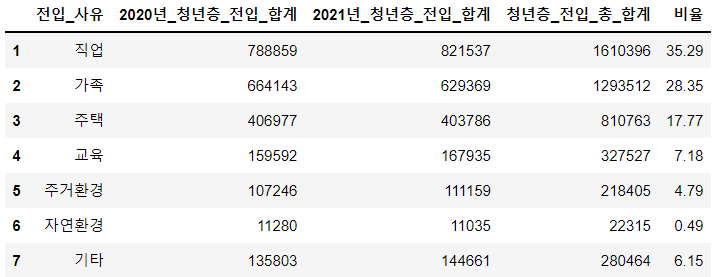 전입_사유 2020년_청년층_전입_합계 2021년_청년층_전입_합계 청년층_전입_총_합계 비율
1 직업 788859 821537 1610396 35.29
2 가족 664143 629369 1293512 28.35
3 주택 406977 403786 810763 17.77
4 교육 159592 167935 327527 7.18
5 주거환경 107246 111159 218405 4.79
6 자연환경 11280 11035 22315 0.49
7 기타 135803 144661 280464 6.15